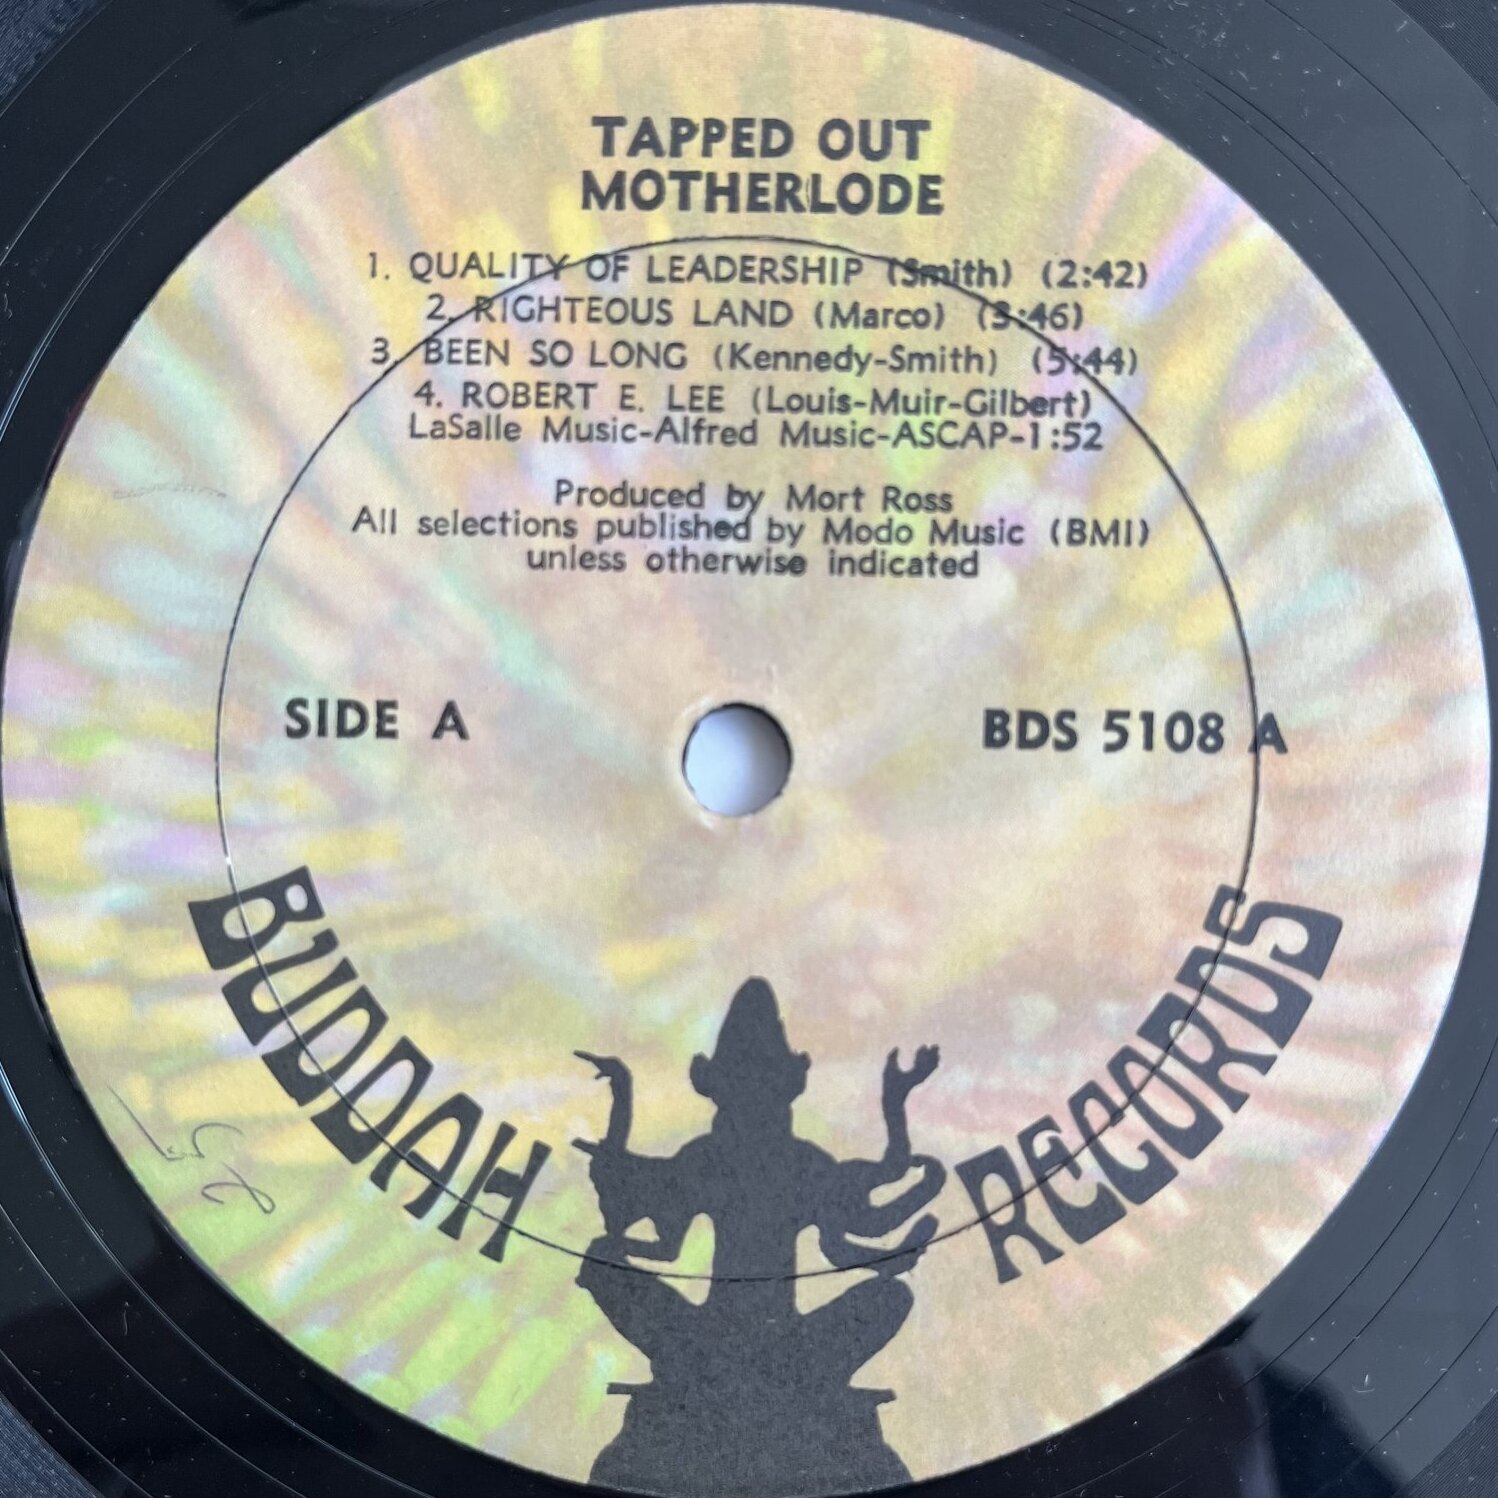 TAPPED OUT
MOTHERLODE
1. QUALITY OF LEADERSHIP (Smith) (2:42)
2. RIGHTEOUS LAND (Marco) (3:46)
3. BEEN SO LONG (Kennedy-Smith) (5:44)
4. ROBERT E. LEE (Louis-Muir-Gilbert)
LaSalle Music-Alfred Music-ASCAP-1:52
Produced by Mort Ross
All selections published by Modo Music (BMI)
unless otherwise indicated
SIDE A
BDS 5108 A
BUDDAH RECORDS